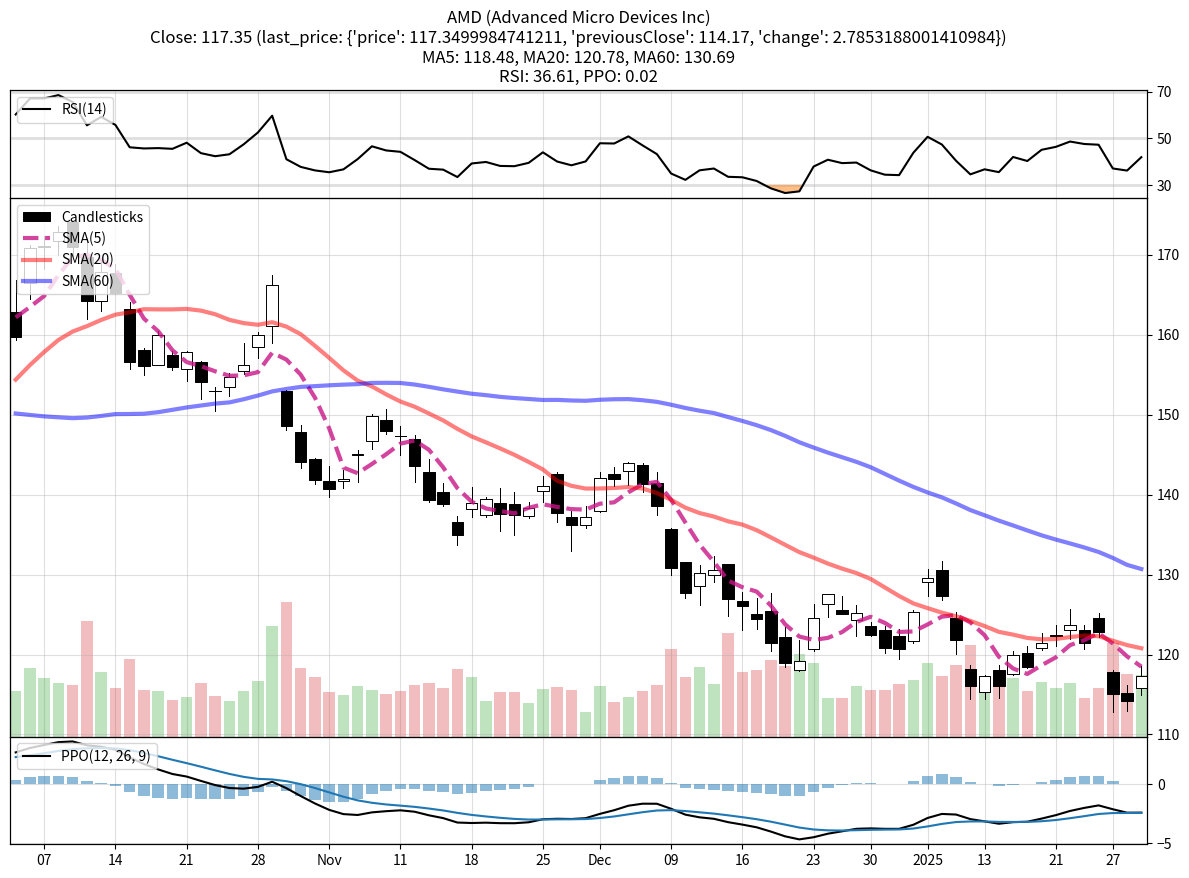 AMD (Advanced Micro Devices Inc)
Close: 117.35 (last_price: {'price': 117.3499984741211, 'previousClose': 114.17, 'change': 2.7853188001410984})
MA5: 118.48, MA20: 120.78, MA60: 130.69
RSI: 36.61, PPO: 0.02
RSI(14)
70
50
30
Candlesticks
SMA(5)
SMA(20)
SMA(60)
170
160
150
140
130
120
110
PPO(12, 26, 9)
0
−5
07 14 21 28 Nov 11 18 25 Dec 09 16 23 30 2025 13 21 27